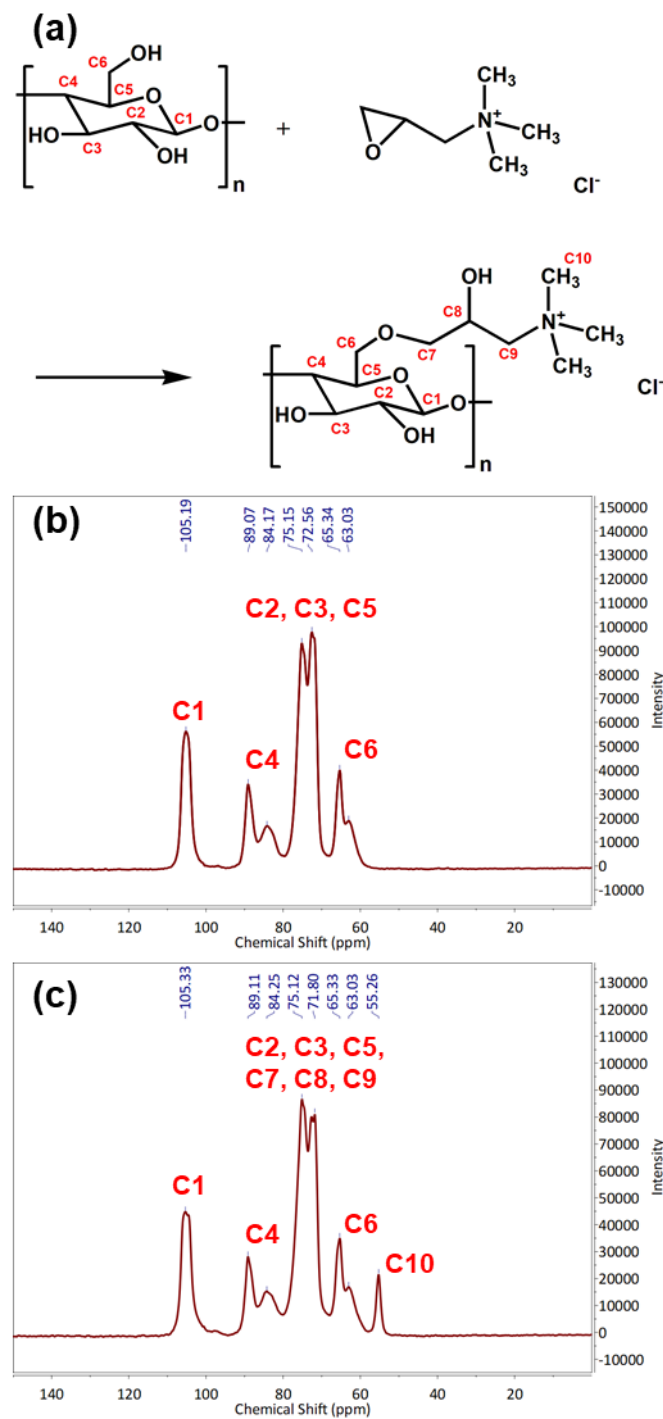 (a)
OH
C6
C4
C5
O
C2
C1
O
HO
C3
OH
n
+
O
CH3
N+
CH3
CH3
Cl-
OH
C10
CH3
C8
N+
CH3
C6
O
C7
C9
CH3
C4
C5
O
C2
C1
O
HO
C3
OH
n
Cl-
(b)
105.19
89.07
84.17
75.15
72.56
65.34
63.03
C2, C3, C5
C1
C4
C6
150000
140000
130000
120000
110000
100000
90000
80000
70000
60000
50000
40000
30000
20000
10000
0
-10000
Intensity
140 120 100 80 60 40 20
Chemical Shift (ppm)
(c)
105.33
89.11
84.25
75.12
71.80
65.33
63.03
55.26
C2, C3, C5,
C7, C8, C9
C1
C4
C6
C10
130000
120000
110000
100000
90000
80000
70000
60000
50000
40000
30000
20000
10000
0
-10000
Intensity
140 120 100 80 60 40 20
Chemical Shift (ppm)